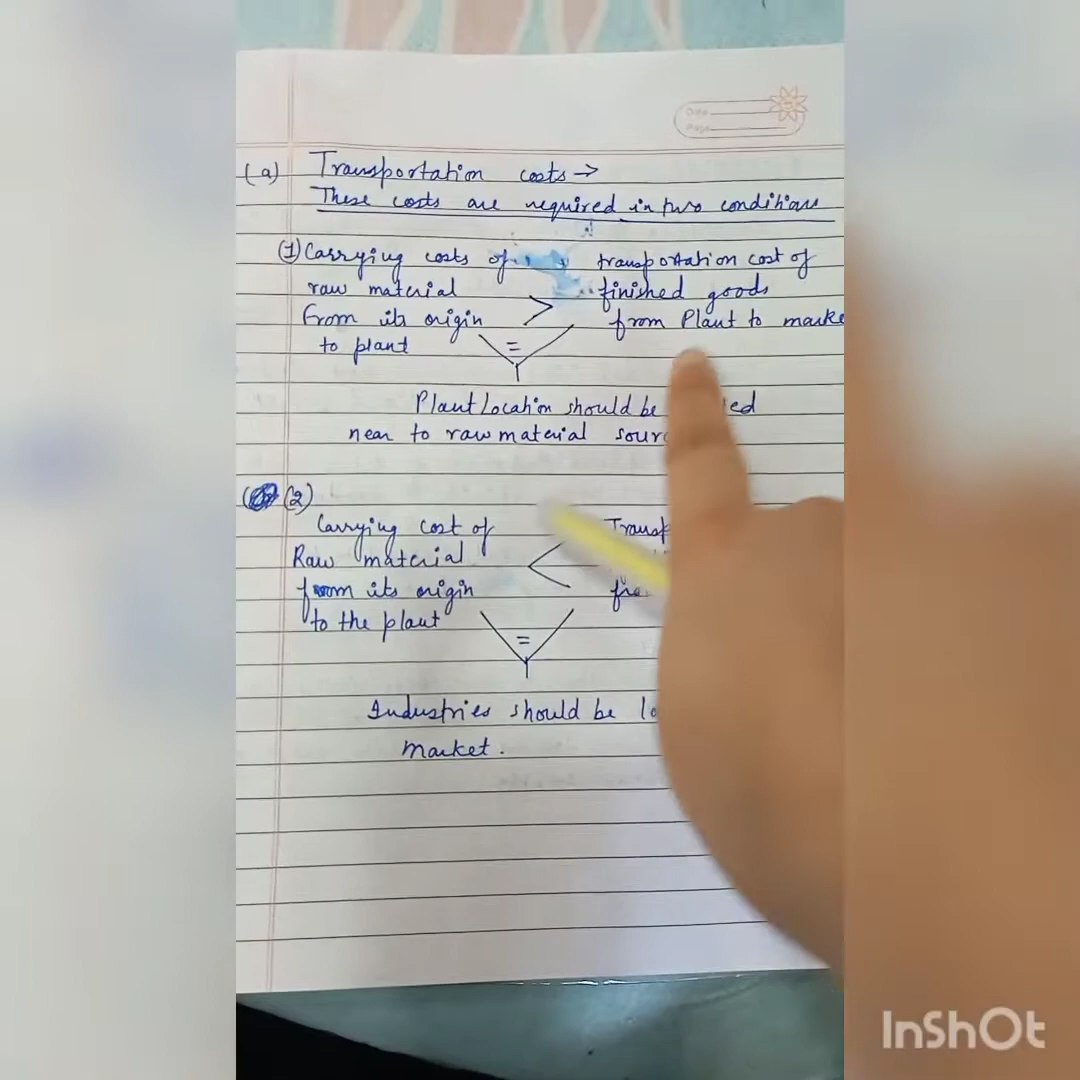 Date
Page
(a) Transportation costs →
These costs are required in two conditions
(1) Carrying costs of transportation cost of
raw material > finished goods
from its origin from Plant to marke
to plant =
Plant location should be ed
near to raw material sour
(2)
Carrying cost of Transp
Raw material <
from its origin fro
to the plant
=
Industries should be lo
market.
InShOt